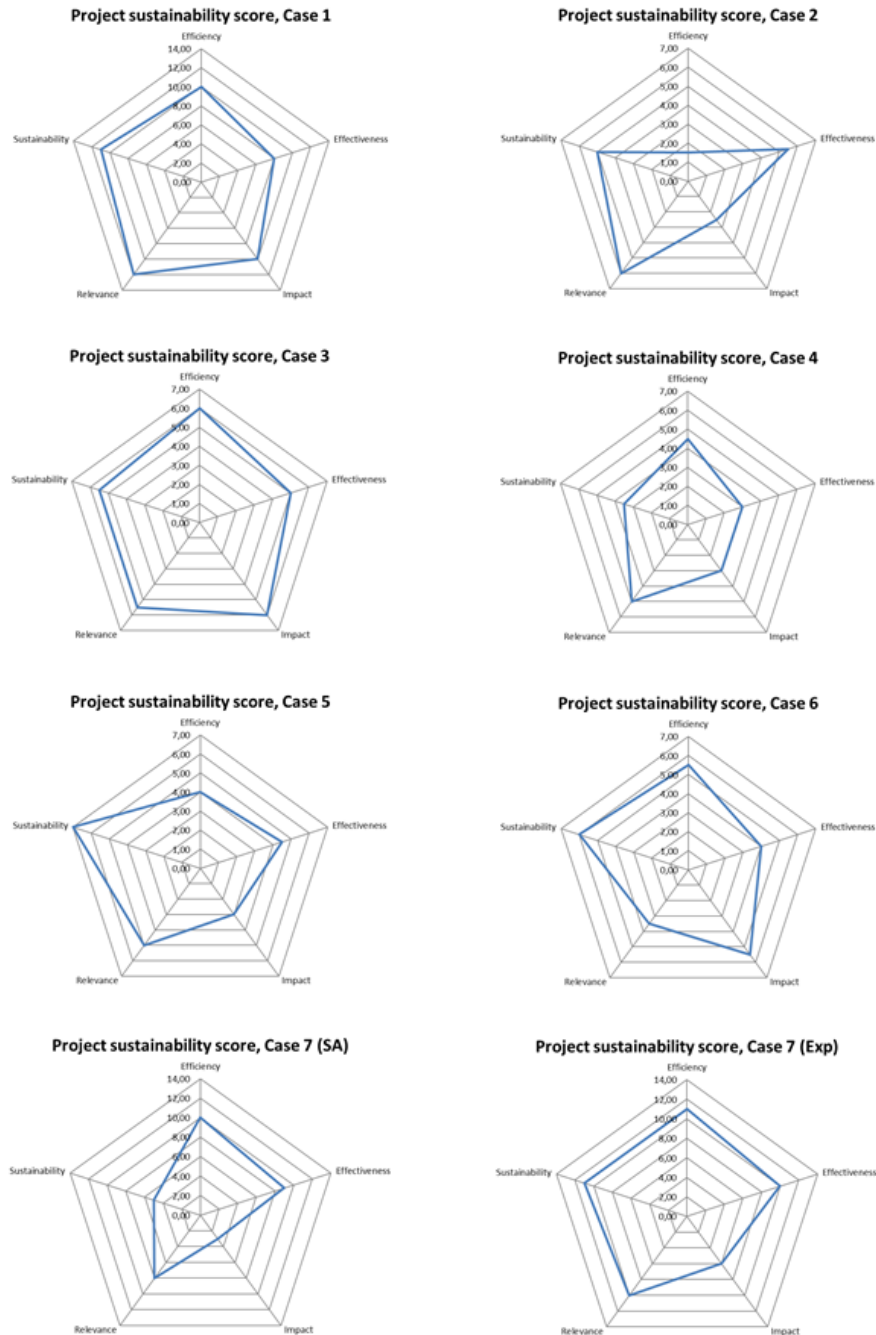 Project sustainability score, Case 1
Efficiency
14,00
12,00
10,00
8,00
6,00
4,00
2,00
0,00
Sustainability
Effectiveness
Relevance
Impact
Project sustainability score, Case 2
Efficiency
7,00
6,00
5,00
4,00
3,00
2,00
1,00
0,00
Sustainability
Effectiveness
Relevance
Impact
Project sustainability score, Case 3
Efficiency
7,00
6,00
5,00
4,00
3,00
2,00
1,00
0,00
Sustainability
Effectiveness
Relevance
Impact
Project sustainability score, Case 4
Efficiency
7,00
6,00
5,00
4,00
3,00
2,00
1,00
0,00
Sustainability
Effectiveness
Relevance
Impact
Project sustainability score, Case 5
Efficiency
7,00
6,00
5,00
4,00
3,00
2,00
1,00
0,00
Sustainability
Effectiveness
Relevance
Impact
Project sustainability score, Case 6
Efficiency
7,00
6,00
5,00
4,00
3,00
2,00
1,00
0,00
Sustainability
Effectiveness
Relevance
Impact
Project sustainability score, Case 7 (SA)
Efficiency
14,00
12,00
10,00
8,00
6,00
4,00
2,00
0,00
Sustainability
Effectiveness
Relevance
Impact
Project sustainability score, Case 7 (Exp)
Efficiency
14,00
12,00
10,00
8,00
6,00
4,00
2,00
0,00
Sustainability
Effectiveness
Relevance
Impact